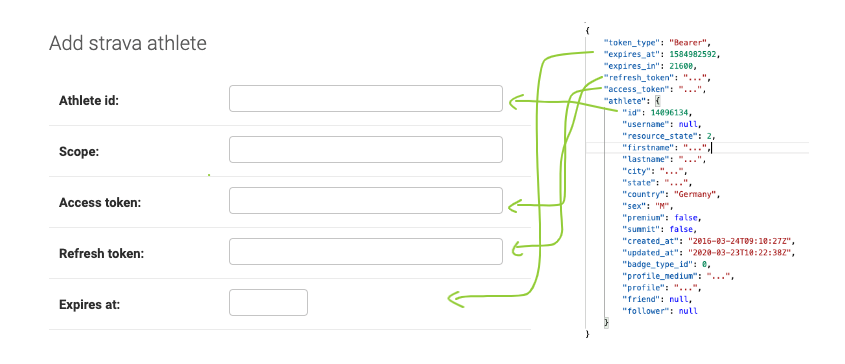 Add strava athlete
Athlete id:
Scope:
Access token:
Refresh token:
Expires at:
{
"token_type": "Bearer",
"expires_at": 1584982592,
"expires_in": 21600,
"refresh_token": "...",
"access_token": "...",
"athlete": {
"id": 14096134,
"username": null,
"resource_state": 2,
"firstname": "...",
"lastname": "...",
"city": "...",
"state": "...",
"country": "Germany",
"sex": "M",
"premium": false,
"summit": false,
"created_at": "2016-03-24T09:10:27Z",
"updated_at": "2020-03-23T10:22:38Z",
"badge_type_id": 0,
"profile_medium": "...",
"profile": "...",
"friend": null,
"follower": null
}
}